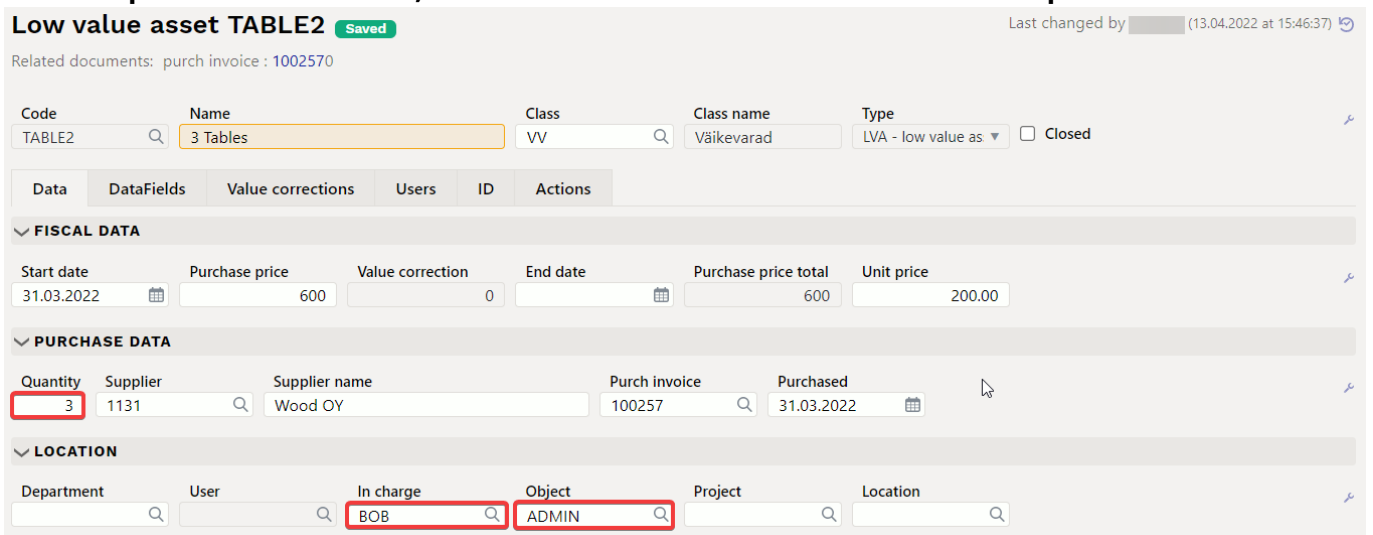 Low value asset TABLE2 Saved Last changed by (13.04.2022 at 15:46:37)
Related documents: purch invoice : 1002570
Code Name Class Class name Type
TABLE2 3 Tables VV Väikevarad LVA - low value as Closed
Data DataFields Value corrections Users ID Actions
FISCAL DATA
Start date Purchase price Value correction End date Purchase price total Unit price
31.03.2022 600 0 600 200.00
PURCHASE DATA
Quantity Supplier Supplier name Purch invoice Purchased
3 1131 Wood OY 100257 31.03.2022
LOCATION
Department User In charge Object Project Location
BOB ADMIN